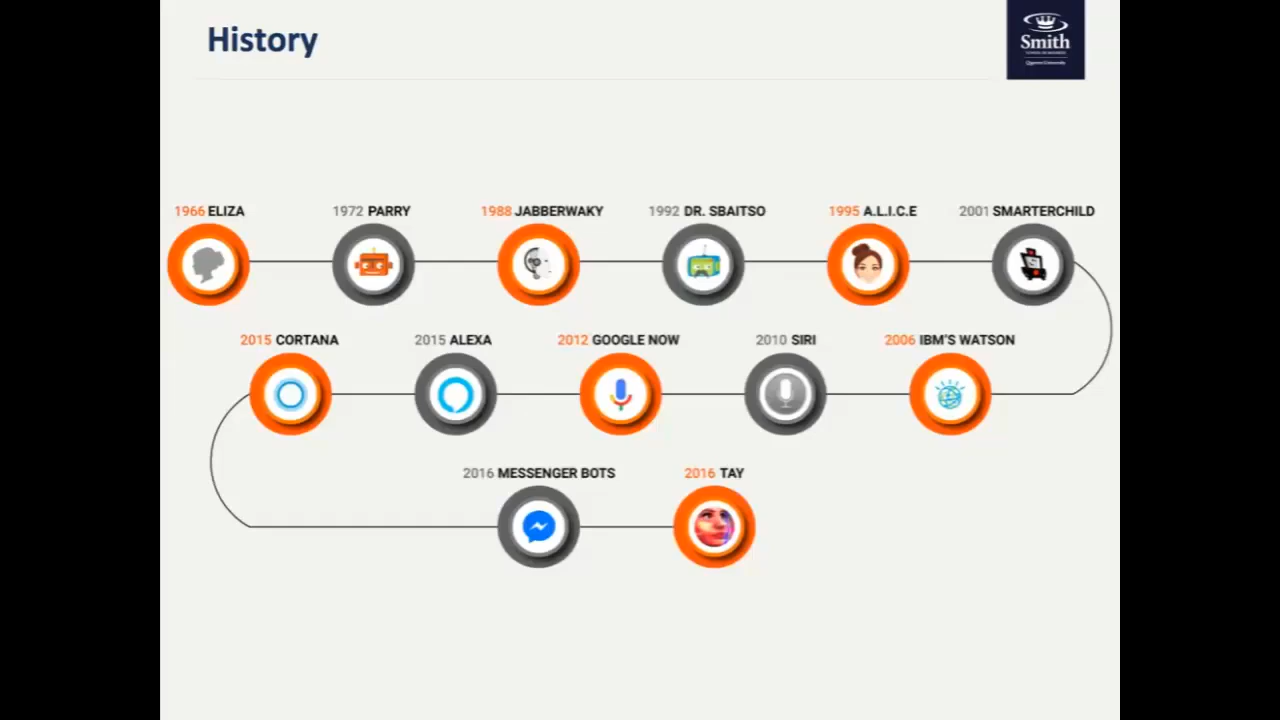 History
Smith
1966 ELIZA
1972 PARRY
1988 JABBERWAKY
1992 DR. SBAITSO
1995 A.L.I.C.E
2001 SMARTERCHILD
2015 CORTANA
2015 ALEXA
2012 GOOGLE NOW
2010 SIRI
2006 IBM'S WATSON
2016 MESSENGER BOTS
2016 TAY